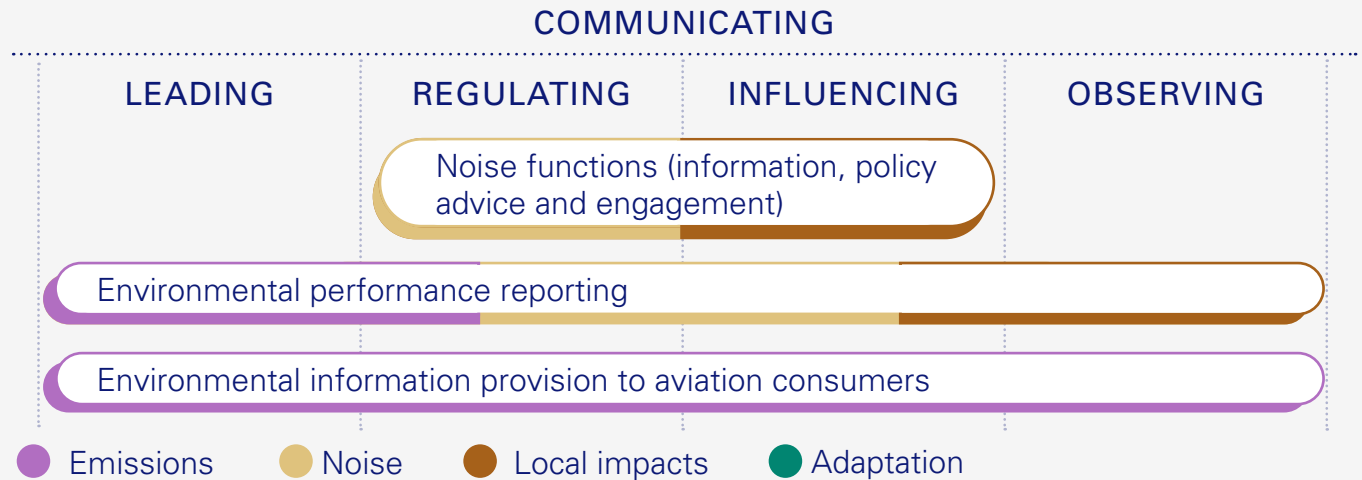 COMMUNICATING
LEADING
REGULATING
INFLUENCING
OBSERVING
Noise functions (information, policy
advice and engagement)
Environmental performance reporting
Environmental information provision to aviation consumers
Emissions
Noise
Local impacts
Adaptation